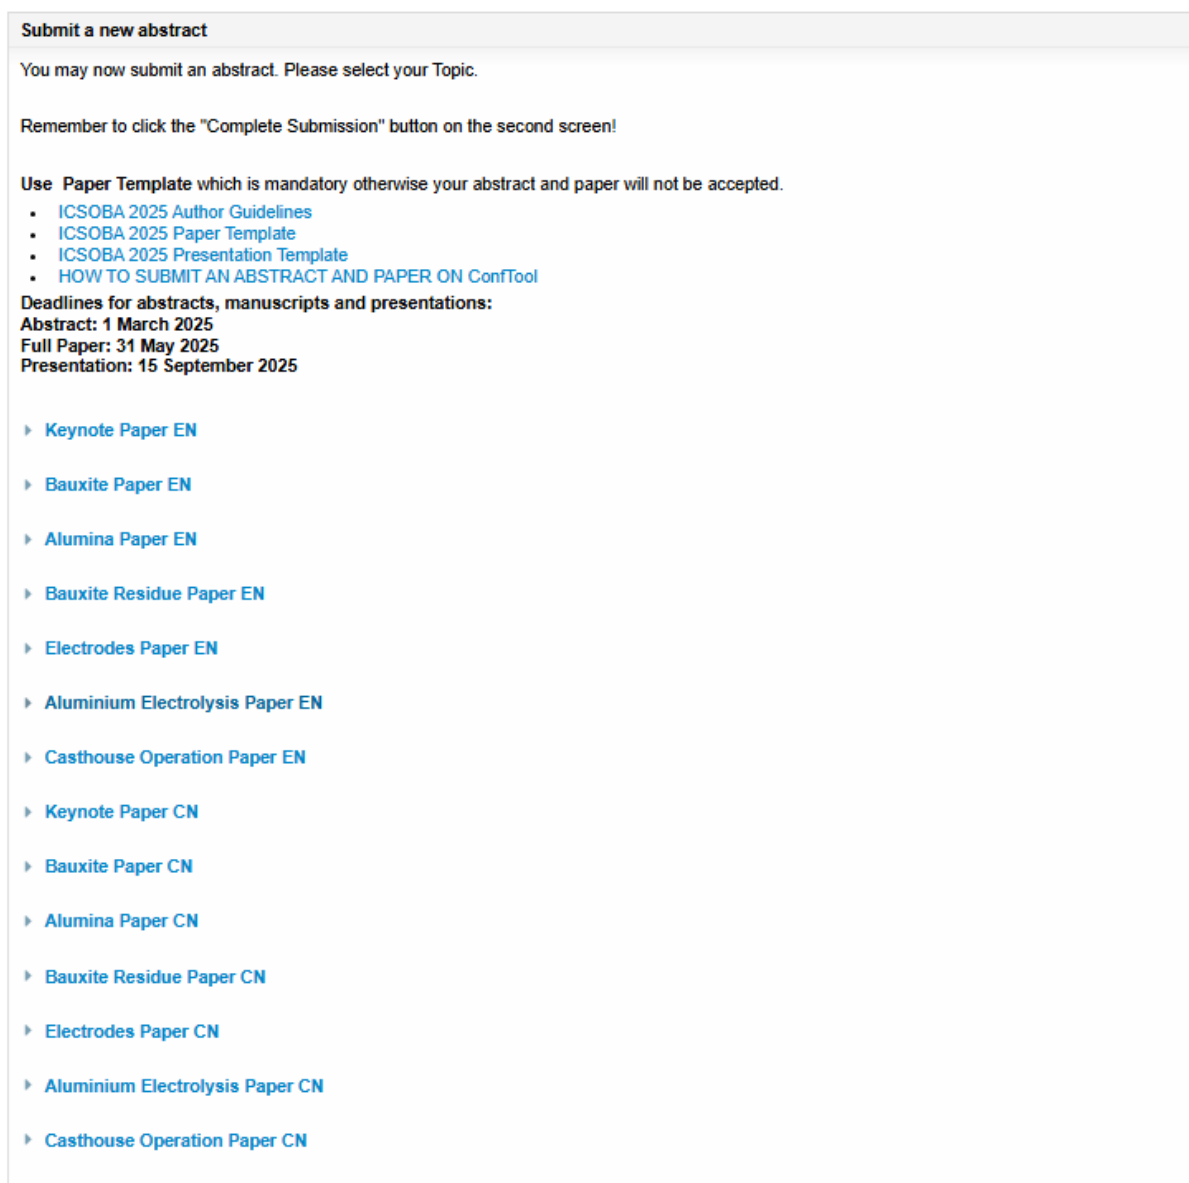 Submit a new abstract
You may now submit an abstract. Please select your Topic.
Remember to click the "Complete Submission" button on the second screen!
Use Paper Template which is mandatory otherwise your abstract and paper will not be accepted.
ICSOBA 2025 Author Guidelines
ICSOBA 2025 Paper Template
ICSOBA 2025 Presentation Template
HOW TO SUBMIT AN ABSTRACT AND PAPER ON ConfTool
Deadlines for abstracts, manuscripts and presentations:
Abstract: 1 March 2025
Full Paper: 31 May 2025
Presentation: 15 September 2025
Keynote Paper EN
Bauxite Paper EN
Alumina Paper EN
Bauxite Residue Paper EN
Electrodes Paper EN
Aluminium Electrolysis Paper EN
Casthouse Operation Paper EN
Keynote Paper CN
Bauxite Paper CN
Alumina Paper CN
Bauxite Residue Paper CN
Electrodes Paper CN
Aluminium Electrolysis Paper CN
Casthouse Operation Paper CN